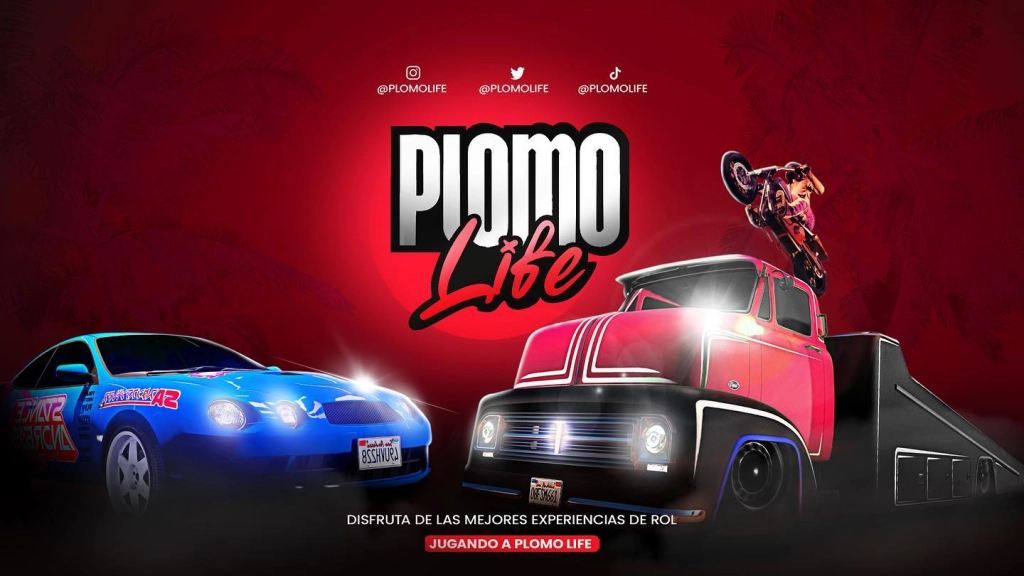 @PLOMOLIFE @PLOMOLIFE @PLOMOLIFE
PLOMO
Life
DISFRUTA DE LAS MEJORES EXPERIENCIAS DE ROL
JUGANDO A PLOMO LIFE